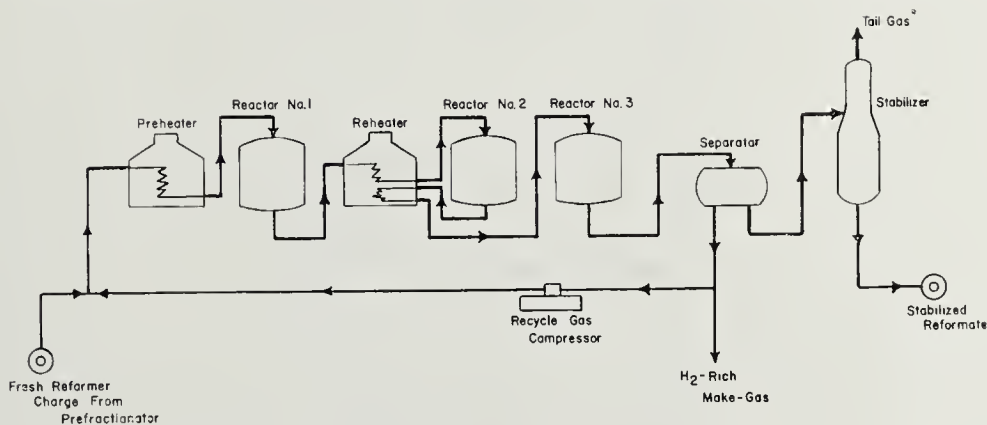 Tail Gas
Stabilizer
Reactor No. 1
Reactor No. 2
Reactor No. 3
Preheater
Reheater
Separator
Recycle Gas
Compressor
Stabilized
Reformate
H2-Rich
Make-Gas
Fresh Reformer
Charge From
Prefractionator